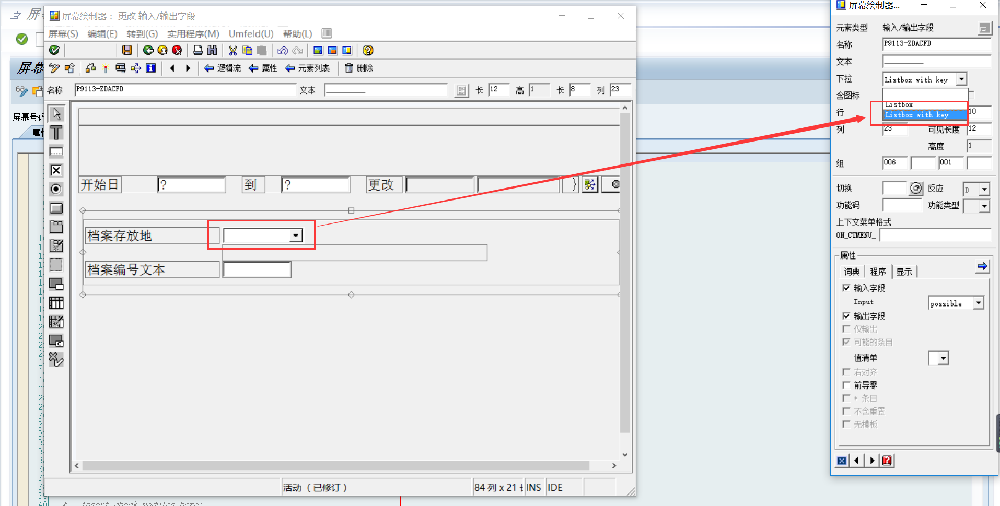 屏幕绘制器： 更改 输入/输出字段
屏幕(S) 编辑(E) 转到(G) 实用程序(M) Umfeld(U) 帮助(L)
逻辑流 属性 元素列表 删除
名称 P9113-ZDACFD 文本 ________ 长 12 高 1 长 8 列 23
屏幕
屏幕号码
开始日 ? 到 ? 更改
档案存放地
档案编号文本
活动 （已修订） 84 列 x 21 INS IDE
* insert check modules here:
屏幕绘制器...
元素类型 输入/输出字段
名称 P9113-ZDACFD
文本 ________
下拉 Listbox with key
含图标
Listbox
行 Listbox with key 10
列 23 可见长度 12
高度 1
组 006 001
切换 反应 D
功能码 功能类型
上下文菜单格式
ON_CTMENU_
属性
词典 程序 显示
输入字段
Input possible
输出字段
仅输出
可能的条目
值清单
右对齐
前导零
* 条目
不含重置
无模板